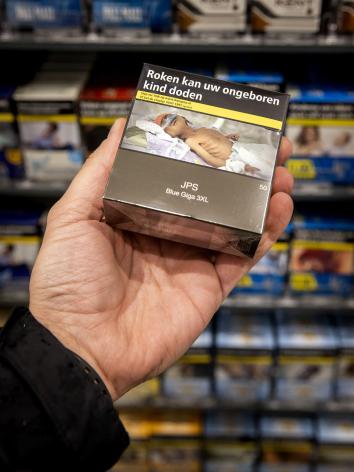 Roken kan uw ongeboren
kind doden
JPS
50
Blue Giga 3XL